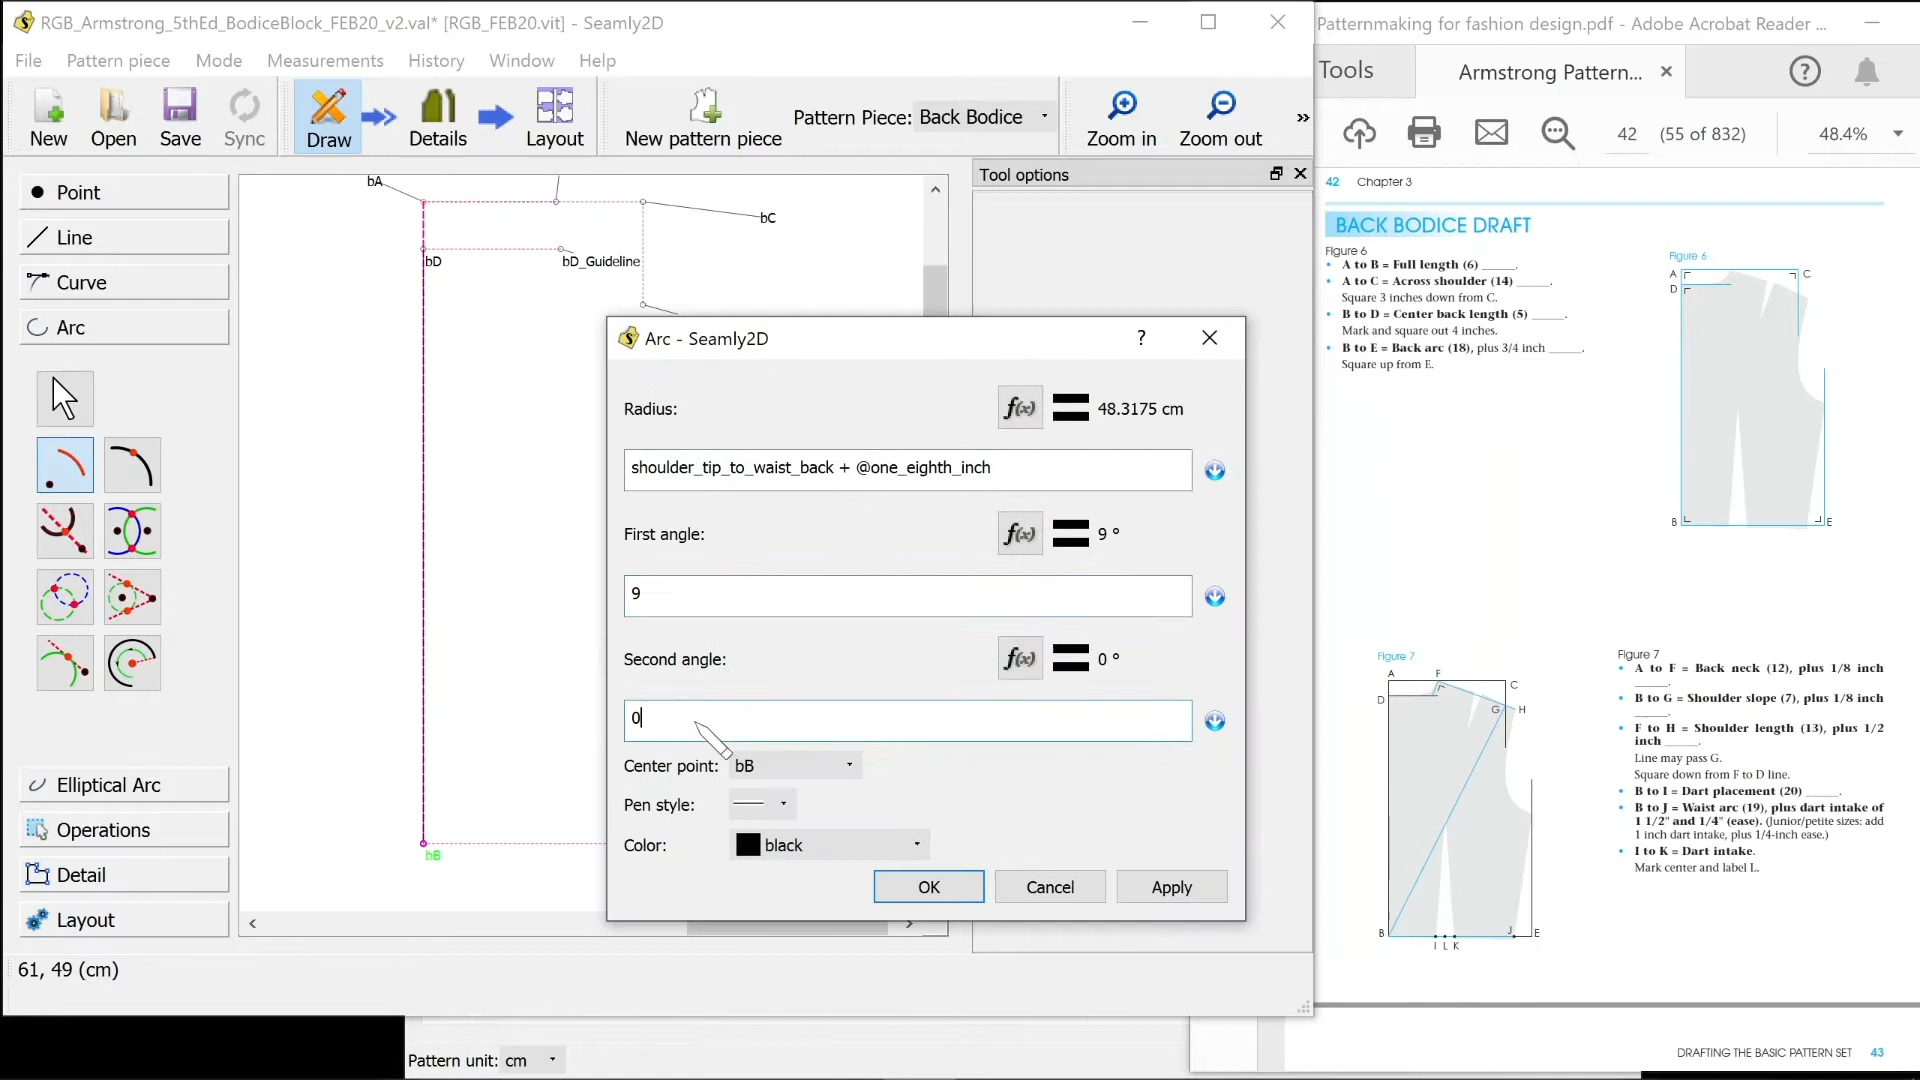 RGB_Armstrong_5thEd_BodiceBlock_FEB20_v2.val* [RGB_FEB20.vit] - Seamly2D
File Pattern piece Mode Measurements History Window Help
New Open Save Sync Draw Details Layout New pattern piece Pattern Piece: Back Bodice Zoom in Zoom out »
Point
Line
Curve
Arc
Elliptical Arc
Operations
Detail
Layout
bA
bC
bD
bD_Guideline
bB
Tool options
Arc - Seamly2D
Radius: f(x) 48.3175 cm
shoulder_tip_to_waist_back + @one_eighth_inch
First angle: f(x) 9 °
9
Second angle: f(x) 0 °
0
Center point: bB
Pen style:
Color: black
OK Cancel Apply
61, 49 (cm)
Pattern unit: cm
Patternmaking for fashion design.pdf - Adobe Acrobat Reader ...
Tools Armstrong Pattern...
42 (55 of 832) 48.4%
42 Chapter 3
BACK BODICE DRAFT
Figure 6
• A to B = Full length (6) _____.
• A to C = Across shoulder (14) _____.
Square 3 inches down from C.
• B to D = Center back length (5) _____.
Mark and square out 4 inches.
• B to E = Back arc (18), plus 3/4 inch _____.
Square up from E.
Figure 6
A C
D
B E
Figure 7
A F C
D G H
B I L K J E
Figure 7
• A to F = Back neck (12), plus 1/8 inch
_____.
• B to G = Shoulder slope (7), plus 1/8 inch
_____.
• F to H = Shoulder length (13), plus 1/2
inch _____.
Line may pass G.
Square down from F to D line.
• B to I = Dart placement (20) _____.
• B to J = Waist arc (19), plus dart intake of
1 1/2" and 1/4" (ease). (Junior/petite sizes: add
1 inch dart intake, plus 1/4-inch ease.)
• I to K = Dart intake.
Mark center and label L.
DRAFTING THE BASIC PATTERN SET 43